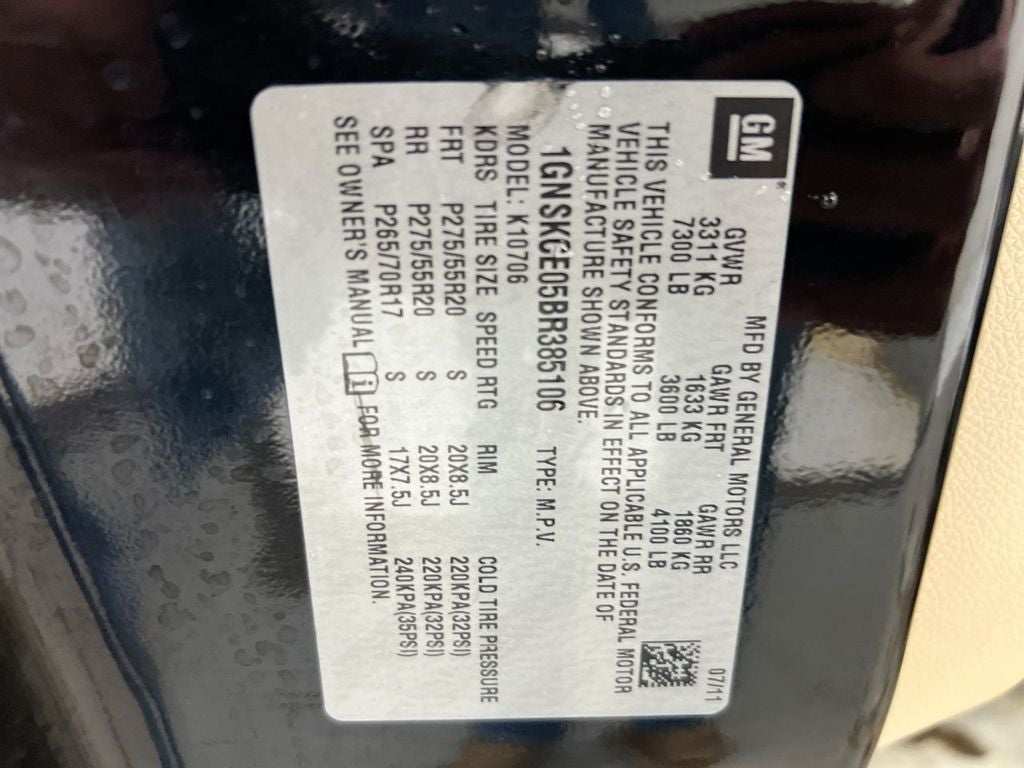 GM
MFD BY GENERAL MOTORS LLC 07/11
GVWR GAWR FRT GAWR RR
3311 KG 1633 KG 1860 KG
7300 LB 3600 LB 4100 LB
THIS VEHICLE CONFORMS TO ALL APPLICABLE U.S. FEDERAL MOTOR
VEHICLE SAFETY STANDARDS IN EFFECT ON THE DATE OF
MANUFACTURE SHOWN ABOVE.
1GNSKCE05BR385106 TYPE: M.P.V.
MODEL: K10706
KDRS TIRE SIZE SPEED RTG RIM COLD TIRE PRESSURE
FRT P275/55R20 S 20X8.5J 220KPA(32PSI)
RR P275/55R20 S 20X8.5J 220KPA(32PSI)
SPA P265/70R17 S 17X7.5J 240KPA(35PSI)
SEE OWNER'S MANUAL i FOR MORE INFORMATION.